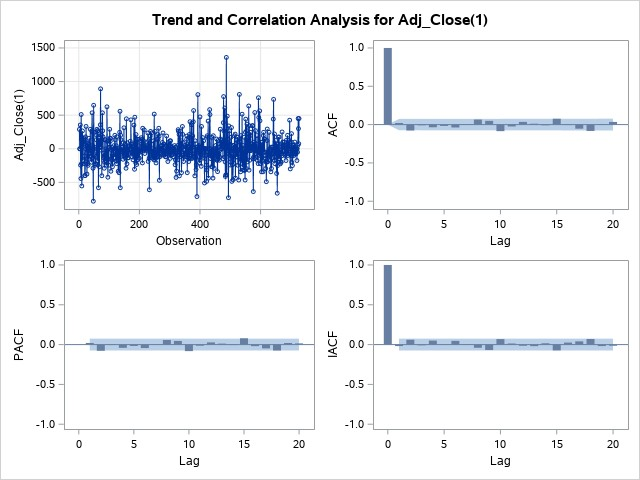 Trend and Correlation Analysis for Adj_Close(1)
1500
1000
500
0
-500
Adj_Close(1)
0 200 400 600
Observation
1.0
0.5
0.0
-0.5
-1.0
ACF
0 5 10 15 20
Lag
1.0
0.5
0.0
-0.5
-1.0
PACF
0 5 10 15 20
Lag
1.0
0.5
0.0
-0.5
-1.0
IACF
0 5 10 15 20
Lag